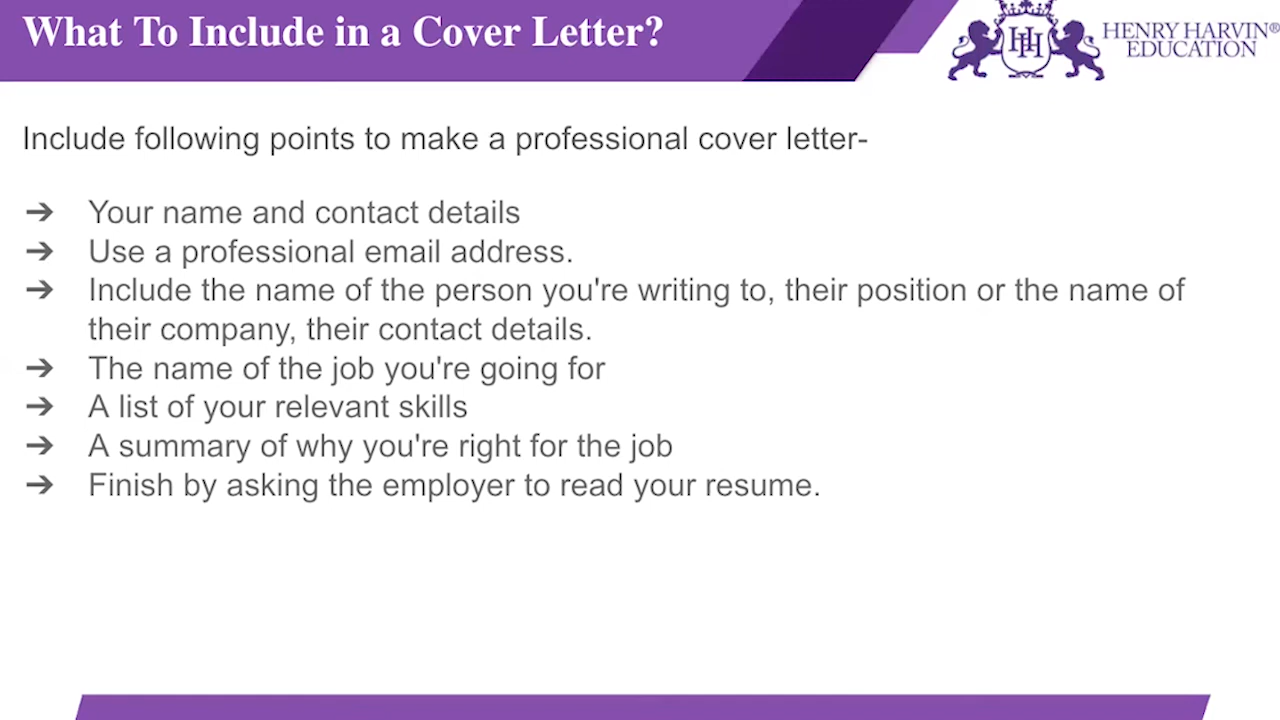 What To Include in a Cover Letter?
HENRY HARVIN®
EDUCATION
Include following points to make a professional cover letter-
➔ Your name and contact details
➔ Use a professional email address.
➔ Include the name of the person you're writing to, their position or the name of
their company, their contact details.
➔ The name of the job you're going for
➔ A list of your relevant skills
➔ A summary of why you're right for the job
➔ Finish by asking the employer to read your resume.